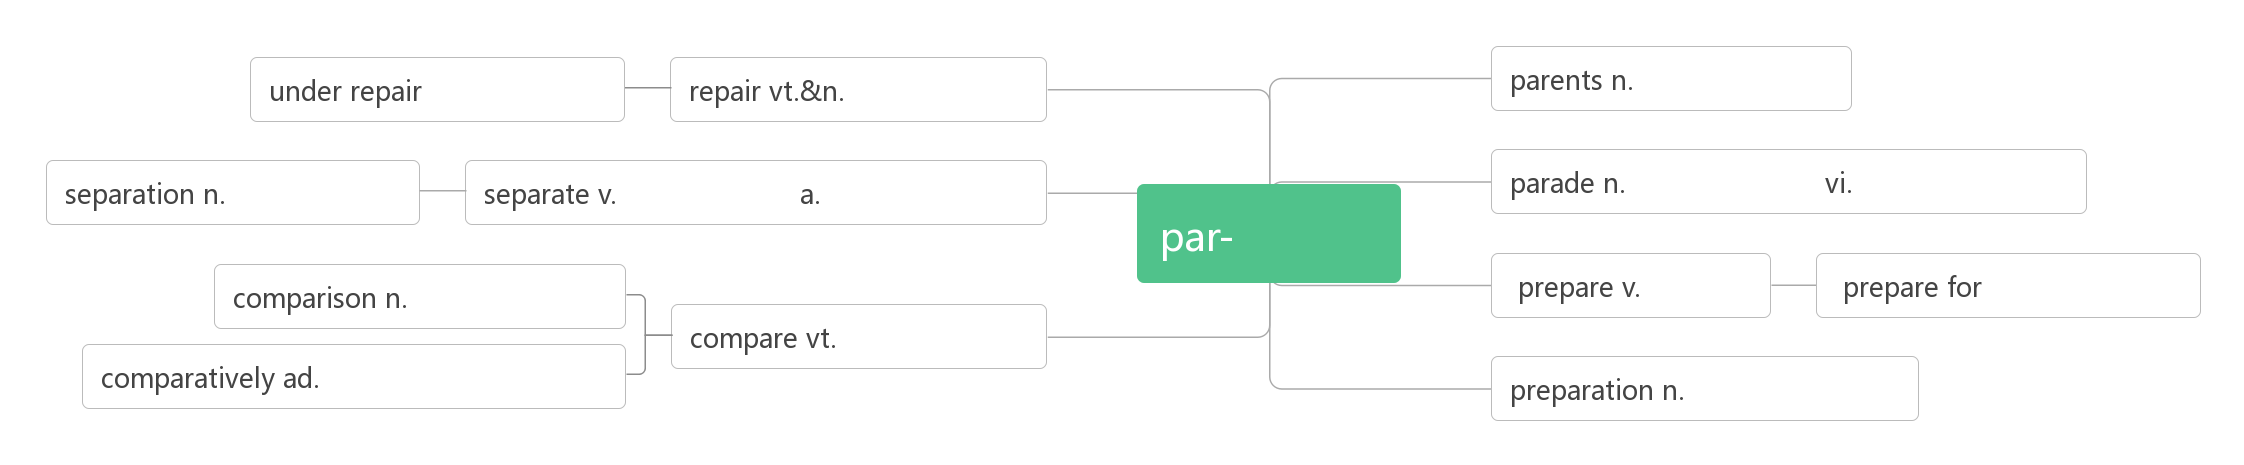 under repair
repair vt.&n.
separation n.
separate v. a.
comparison n.
comparatively ad.
compare vt.
par-
parents n.
parade n. vi.
prepare v.
prepare for
preparation n.